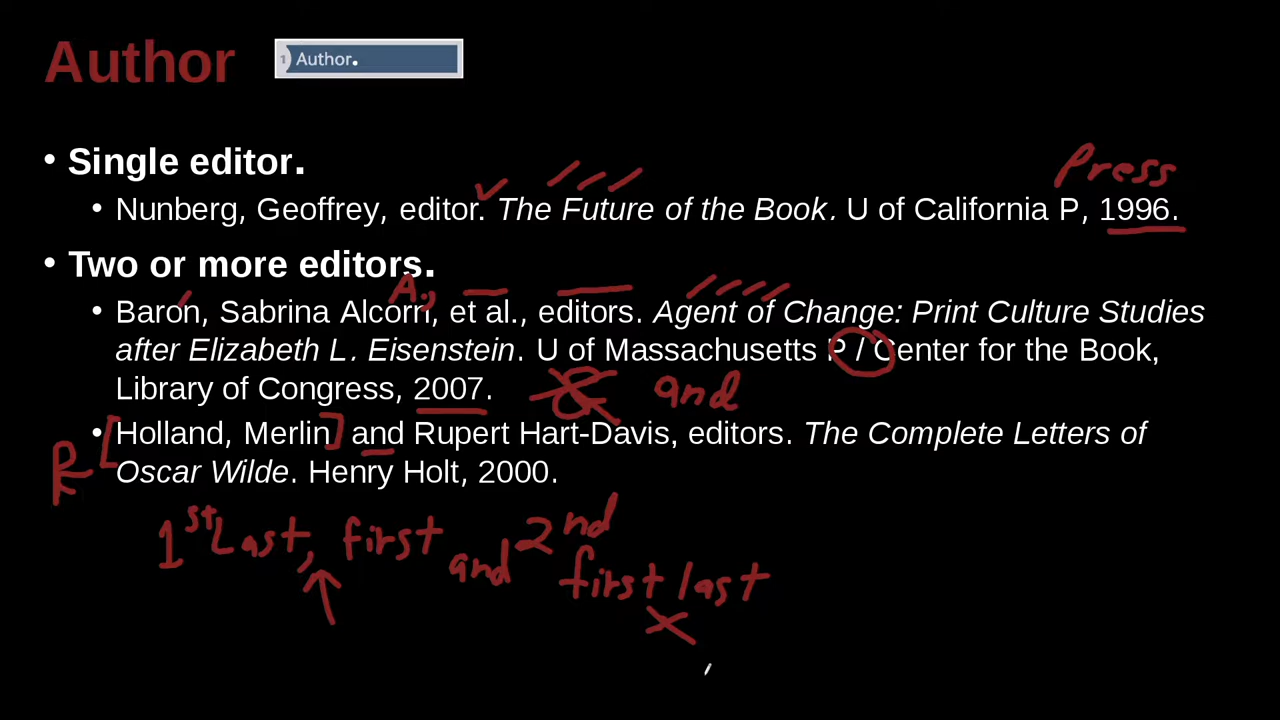 Author
1 Author.
• Single editor.
Press
• Nunberg, Geoffrey, editor. The Future of the Book. U of California P, 1996.
• Two or more editors.
A.,
• Baron, Sabrina Alcorn, et al., editors. Agent of Change: Print Culture Studies
after Elizabeth L. Eisenstein. U of Massachusetts P / Center for the Book,
Library of Congress, 2007. & and
• Holland, Merlin] and Rupert Hart-Davis, editors. The Complete Letters of
R [
Oscar Wilde. Henry Holt, 2000.
1st Last, first and 2nd
first last